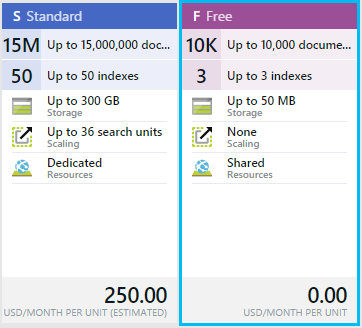 S Standard
15M Up to 15,000,000 doc...
50 Up to 50 indexes
Up to 300 GB
Storage
Up to 36 search units
Scaling
Dedicated
Resources
250.00
USD/MONTH PER UNIT (ESTIMATED)
F Free
10K Up to 10,000 docume...
3 Up to 3 indexes
Up to 50 MB
Storage
None
Scaling
Shared
Resources
0.00
USD/MONTH PER UNIT